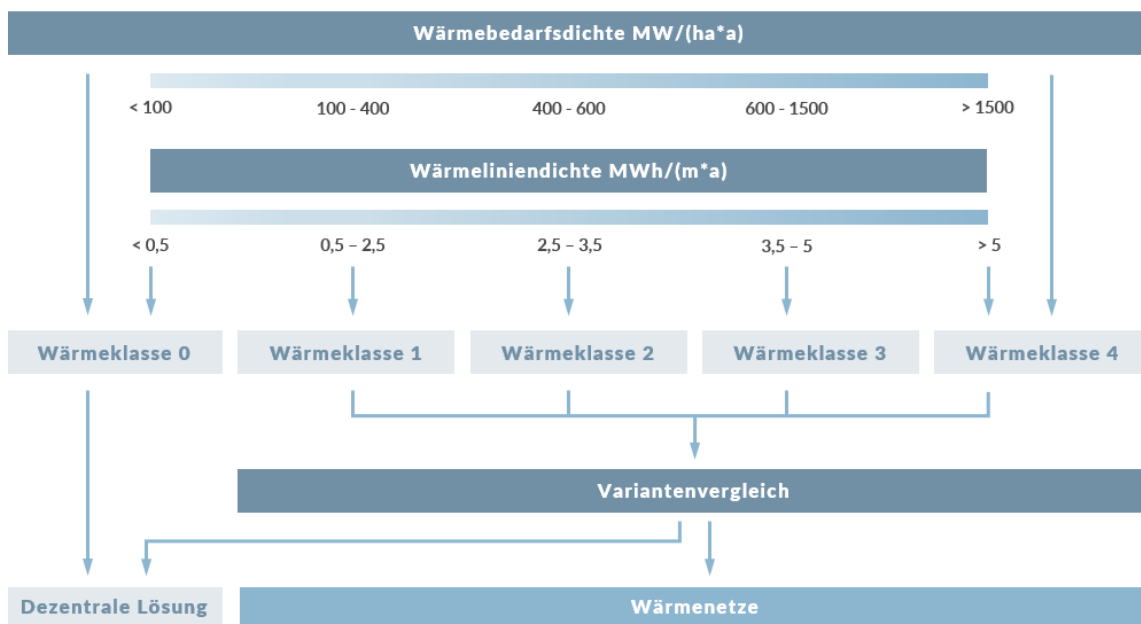 Wärmebedarfsdichte MW/(ha*a)
< 100 100 - 400 400 - 600 600 - 1500 > 1500
Wärmeliniendichte MWh/(m*a)
< 0,5 0,5 – 2,5 2,5 – 3,5 3,5 – 5 > 5
Wärmeklasse 0 Wärmeklasse 1 Wärmeklasse 2 Wärmeklasse 3 Wärmeklasse 4
Variantenvergleich
Dezentrale Lösung Wärmenetze